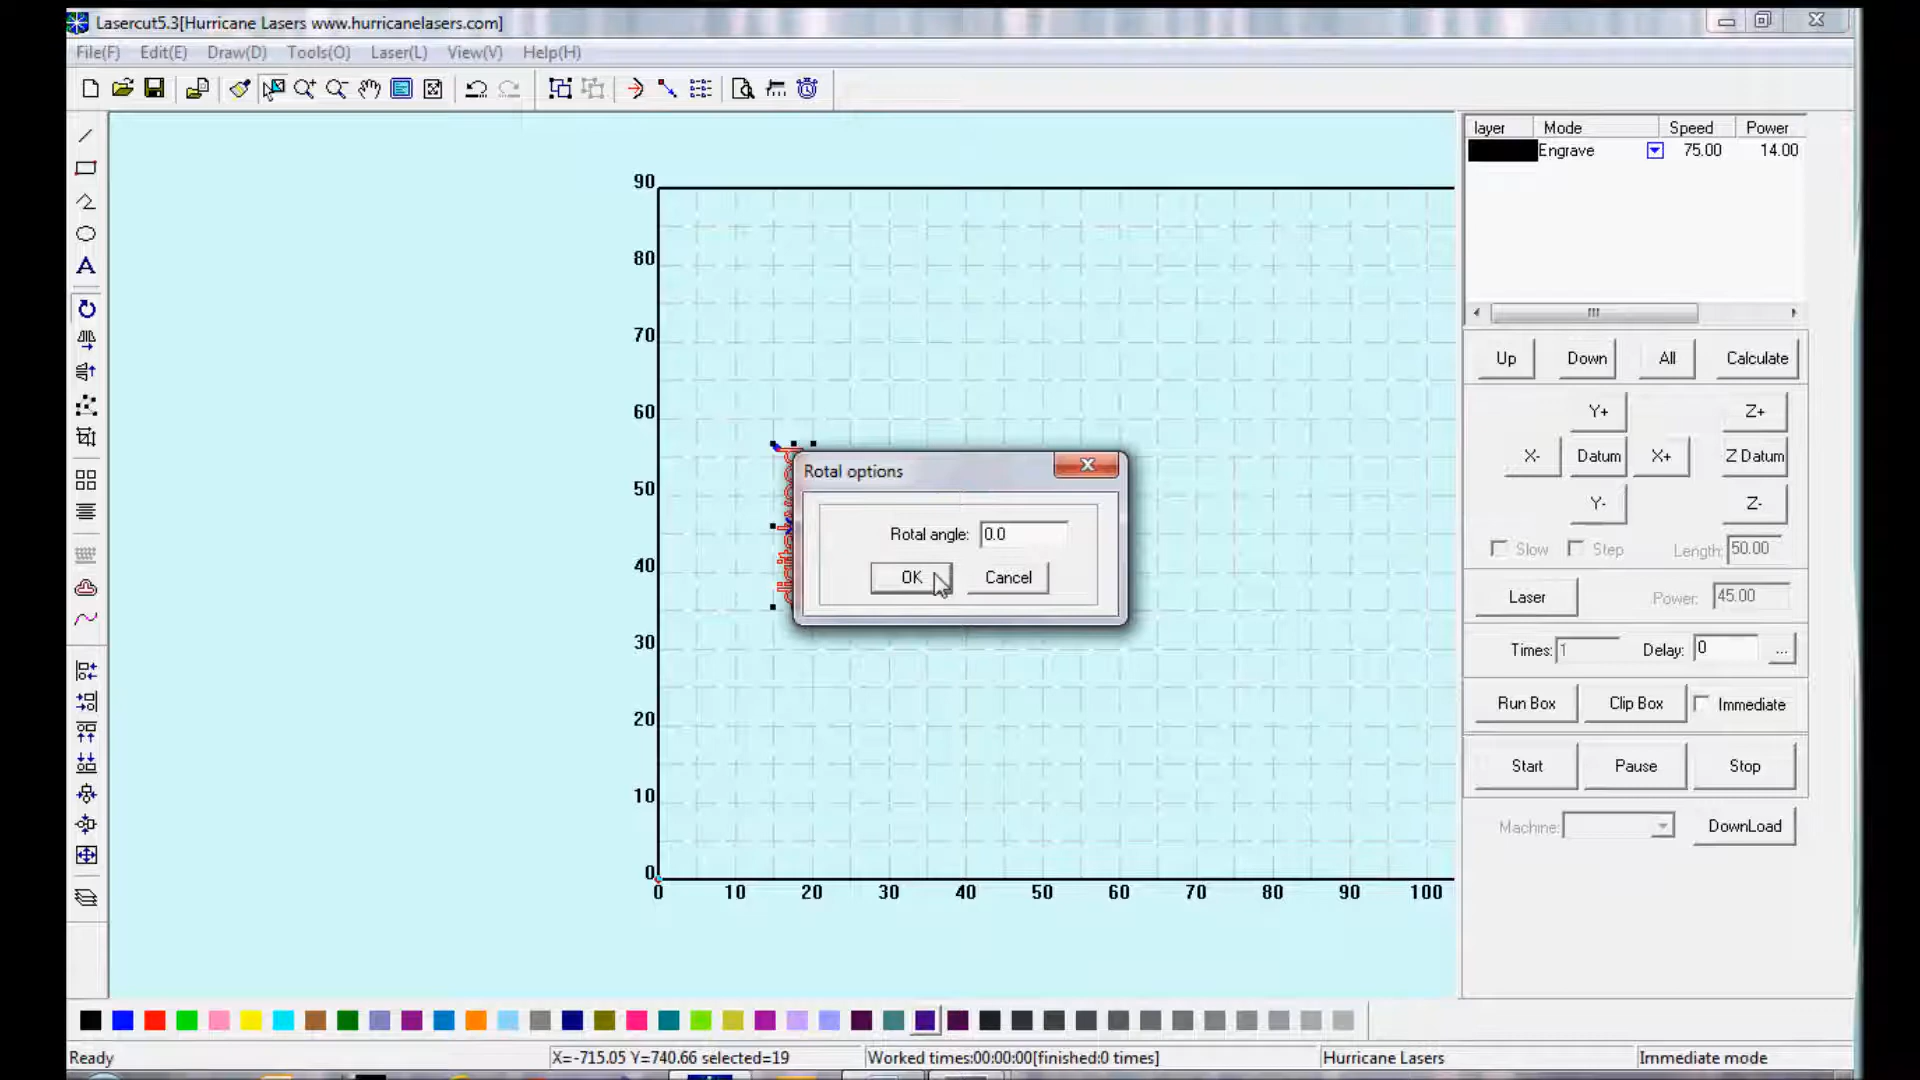 Lasercut5.3[Hurricane Lasers www.hurricanelasers.com]
File(F) Edit(E) Draw(D) Tools(O) Laser(L) View(V) Help(H)
layer Mode Speed Power
Engrave 75.00 14.00
90
80
70
60
50
40
30
20
10
0
0 10 20 30 40 50 60 70 80 90 100
Rotal options
Rotal angle: 0.0
OK Cancel
Up Down All Calculate
Y+ Z+
X- Datum X+ Z Datum
Y- Z-
Slow Step Length: 50.00
Laser Power: 45.00
Times: 1 Delay: 0 ...
Run Box Clip Box Immediate
Start Pause Stop
Machine: DownLoad
Ready X=-715.05 Y=740.66 selected=19 Worked times:00:00:00[finished:0 times] Hurricane Lasers Immediate mode